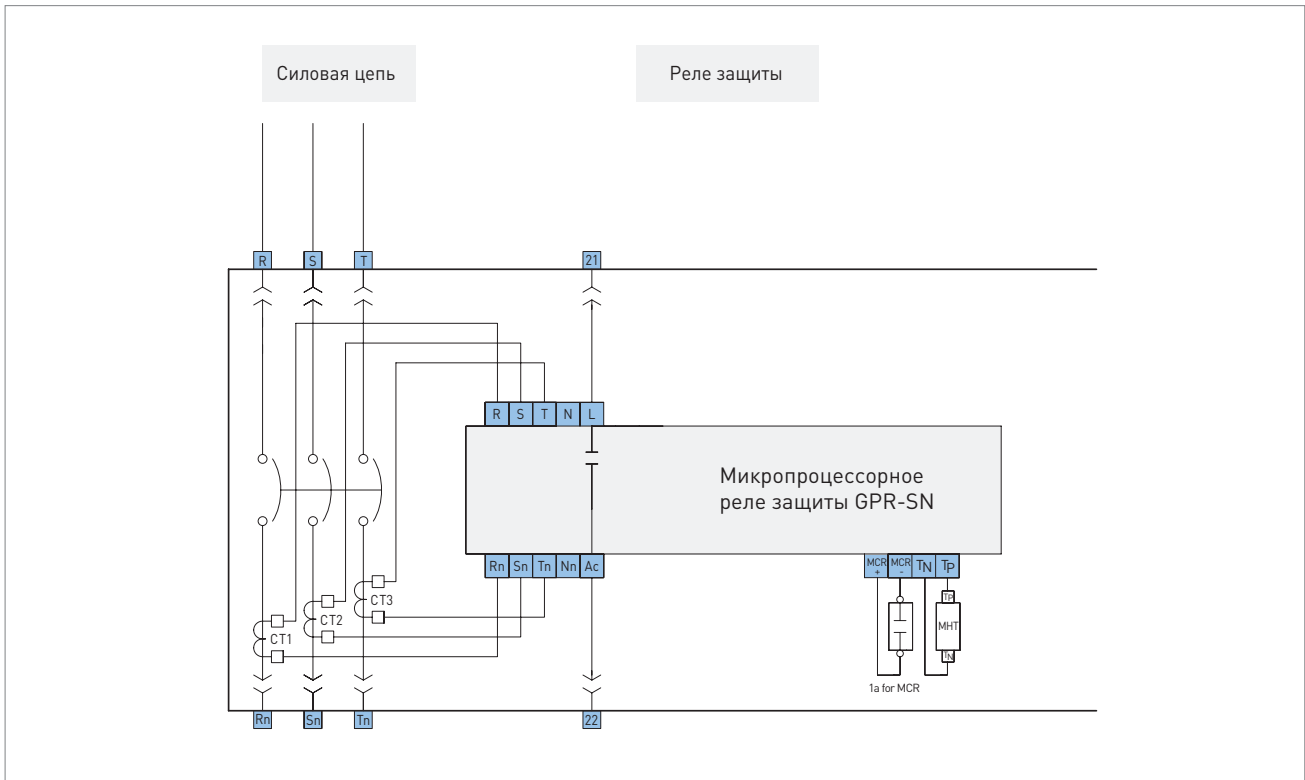 Силовая цепь
Реле защиты
R
S
T
21
R
S
T
N
L
Микропроцессорное
реле защиты GPR-SN
Rn
Sn
Tn
Nn
Ac
MCR
+
MCR
-
TN
TP
CT3
CT2
CT1
TP
MHT
TN
1a for MCR
Rn
Sn
Tn
22